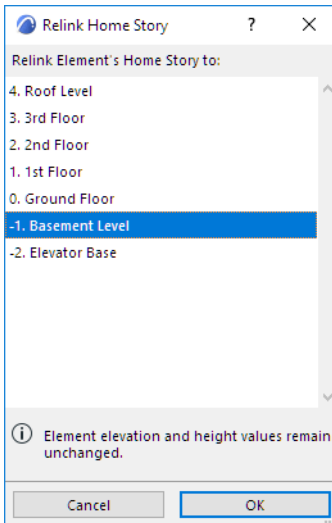 Relink Home Story
?
Relink Element's Home Story to:
4. Roof Level
3. 3rd Floor
2. 2nd Floor
1. 1st Floor
0. Ground Floor
-1. Basement Level
-2. Elevator Base
Element elevation and height values remain
unchanged.
Cancel
OK